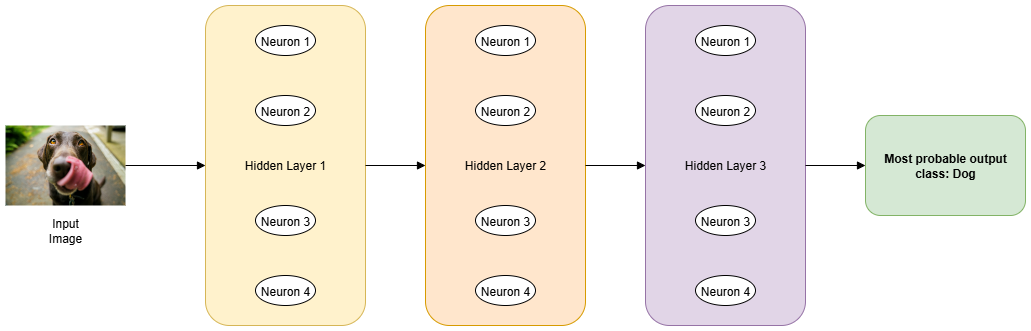 Input
Image
Neuron 1
Neuron 2
Hidden Layer 1
Neuron 3
Neuron 4
Neuron 1
Neuron 2
Hidden Layer 2
Neuron 3
Neuron 4
Neuron 1
Neuron 2
Hidden Layer 3
Neuron 3
Neuron 4
Most probable output
class: Dog